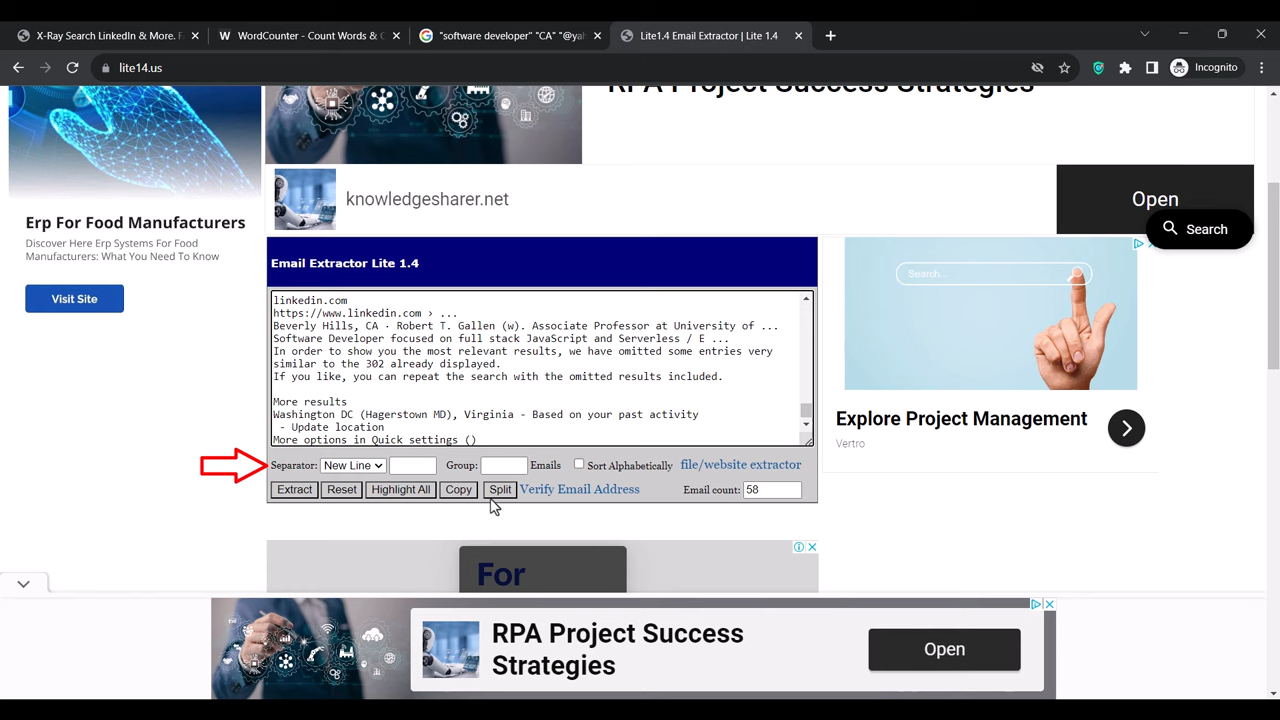 X-Ray Search LinkedIn & More. F
WordCounter - Count Words & C
"software developer" "CA" "@yah
Lite1.4 Email Extractor | Lite 1.4
lite14.us
Incognito
RPA Project Success Strategies
knowledgesharer.net
Open
Search
Erp For Food Manufacturers
Discover Here Erp Systems For Food
Manufacturers: What You Need To Know
Visit Site
Email Extractor Lite 1.4
linkedin.com
https://www.linkedin.com › ...
Beverly Hills, CA · Robert T. Gallen (w). Associate Professor at University of ...
Software Developer focused on full stack JavaScript and Serverless / E ...
In order to show you the most relevant results, we have omitted some entries very
similar to the 302 already displayed.
If you like, you can repeat the search with the omitted results included.
More results
Washington DC (Hagerstown MD), Virginia - Based on your past activity
- Update location
More options in Quick settings ()
Search...
Explore Project Management
Vertro
Separator: New Line Group: Emails Sort Alphabetically file/website extractor
Extract Reset Highlight All Copy Split Verify Email Address Email count: 58
For
RPA Project Success
Strategies
Open